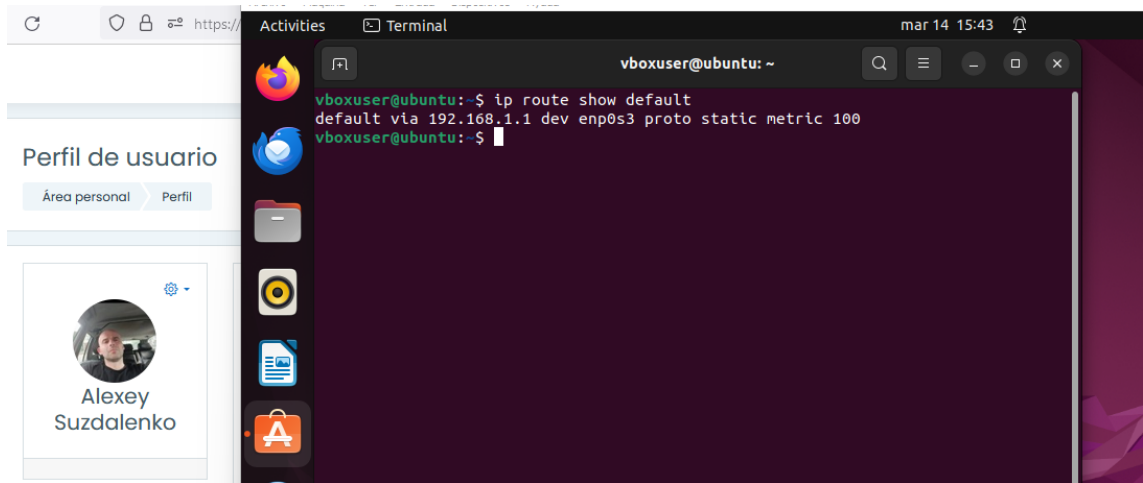 https://
Activities
Terminal
mar 14 15:43
vboxuser@ubuntu: ~
vboxuser@ubuntu:~$ ip route show default
default via 192.168.1.1 dev enp0s3 proto static metric 100
vboxuser@ubuntu:~$
Perfil de usuario
Área personal
Perfil
Alexey
Suzdalenko